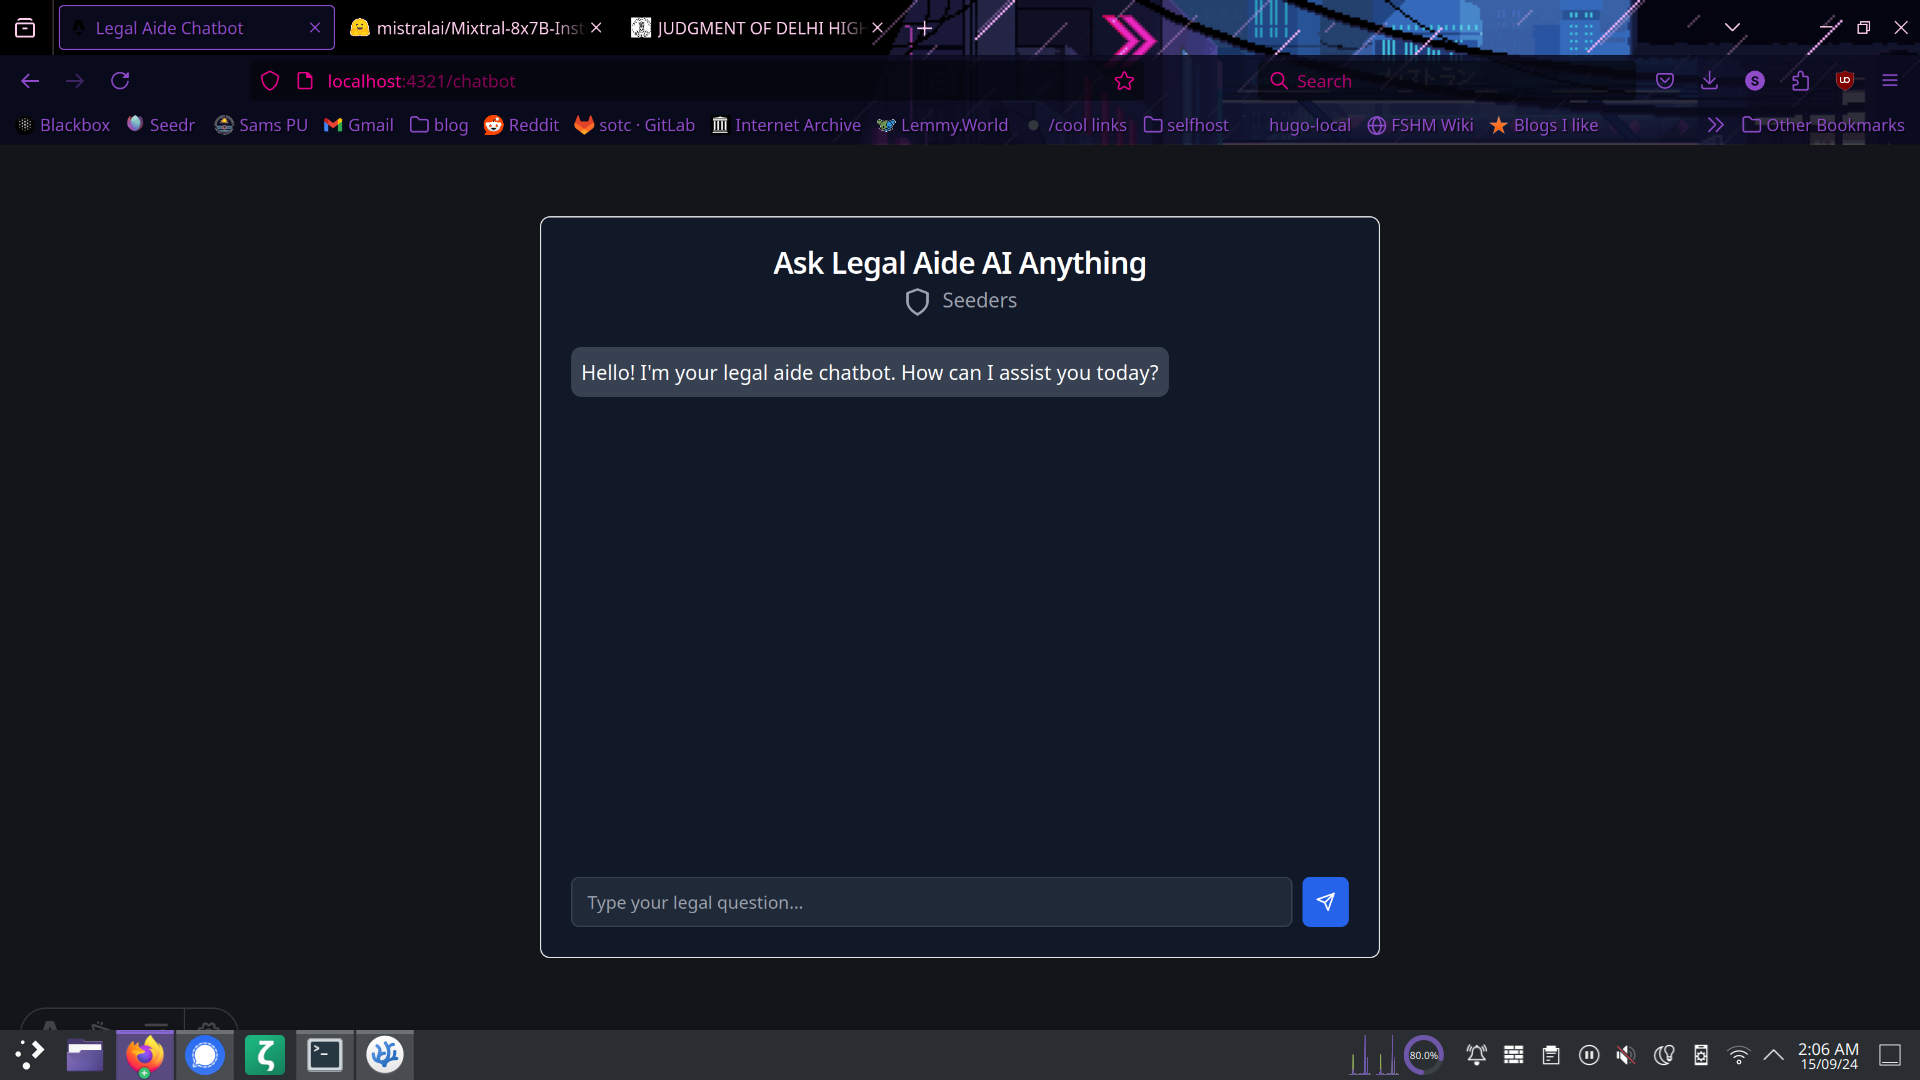 Legal Aide Chatbot
mistralai/Mixtral-8x7B-Inst
JUDGMENT OF DELHI HIGH
localhost:4321/chatbot
Search
Blackbox
Seedr
Sams PU
Gmail
blog
Reddit
sotc · GitLab
Internet Archive
Lemmy.World
/cool links
selfhost
hugo-local
FSHM Wiki
Blogs I like
Other Bookmarks
Ask Legal Aide AI Anything
Seeders
Hello! I'm your legal aide chatbot. How can I assist you today?
Type your legal question...
80.0%
2:06 AM
15/09/24